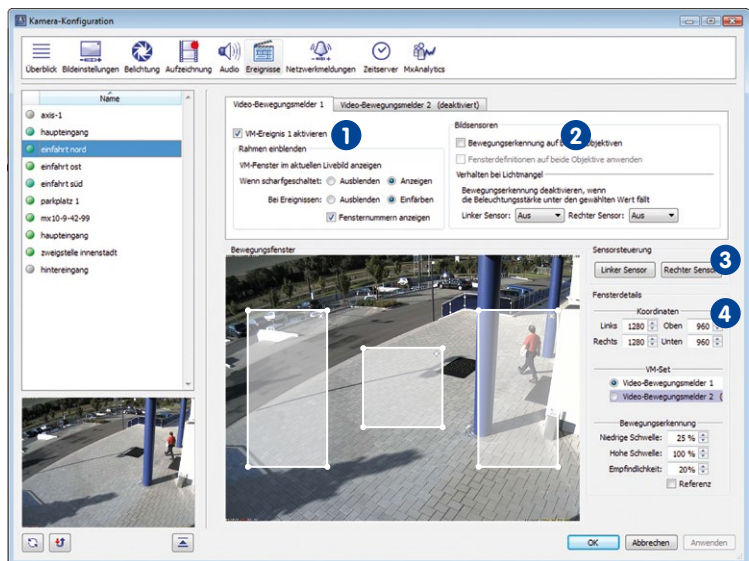 Kamera-Konfiguration
Überblick Bildeinstellungen Belichtung Aufzeichnung Audio Ereignisse Netzwerkmeldungen Zeitserver MxAnalytics
Name
axis-1
haupteingang
einfahrt nord
einfahrt ost
einfahrt süd
parkplatz 1
mx10-9-42-99
haupteingang
zweigstelle innenstadt
hintereingang
Video-Bewegungsmelder 1 Video-Bewegungsmelder 2 (deaktiviert)
VM-Ereignis 1 aktivieren
1
Rahmen einblenden
VM-Fenster im aktuellen Livebild anzeigen
Wenn scharfgeschaltet: Ausblenden Anzeigen
Bei Ereignissen: Ausblenden Einfärben
Fensternummern anzeigen
Bildsensoren
2
Bewegungserkennung auf bei Objektiven
Fensterdefinitionen auf beide Objektive anwenden
Verhalten bei Lichtmangel
Bewegungserkennung deaktivieren, wenn
die Beleuchtungsstärke unter den gewählten Wert fällt
Linker Sensor: Aus Rechter Sensor: Aus
Bewegungsfenster
Sensorsteuerung
3
Linker Sensor Rechter Sensor
Fensterdetails
4
Koordinaten
Links 1280 Oben 960
Rechts 1280 Unten 960
VM-Set
Video-Bewegungsmelder 1
Video-Bewegungsmelder 2 (
Bewegungserkennung
Niedrige Schwelle: 25 %
Hohe Schwelle: 100 %
Empfindlichkeit: 20%
Referenz
OK Abbrechen Anwenden